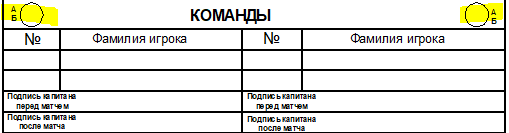 А
Б
КОМАНДЫ
А
Б
№ Фамилия игрока № Фамилия игрока
Подпись капитана
перед матчем
Подпись капитана
перед матчем
Подпись капитана
после матча
Подпись капитана
после матча